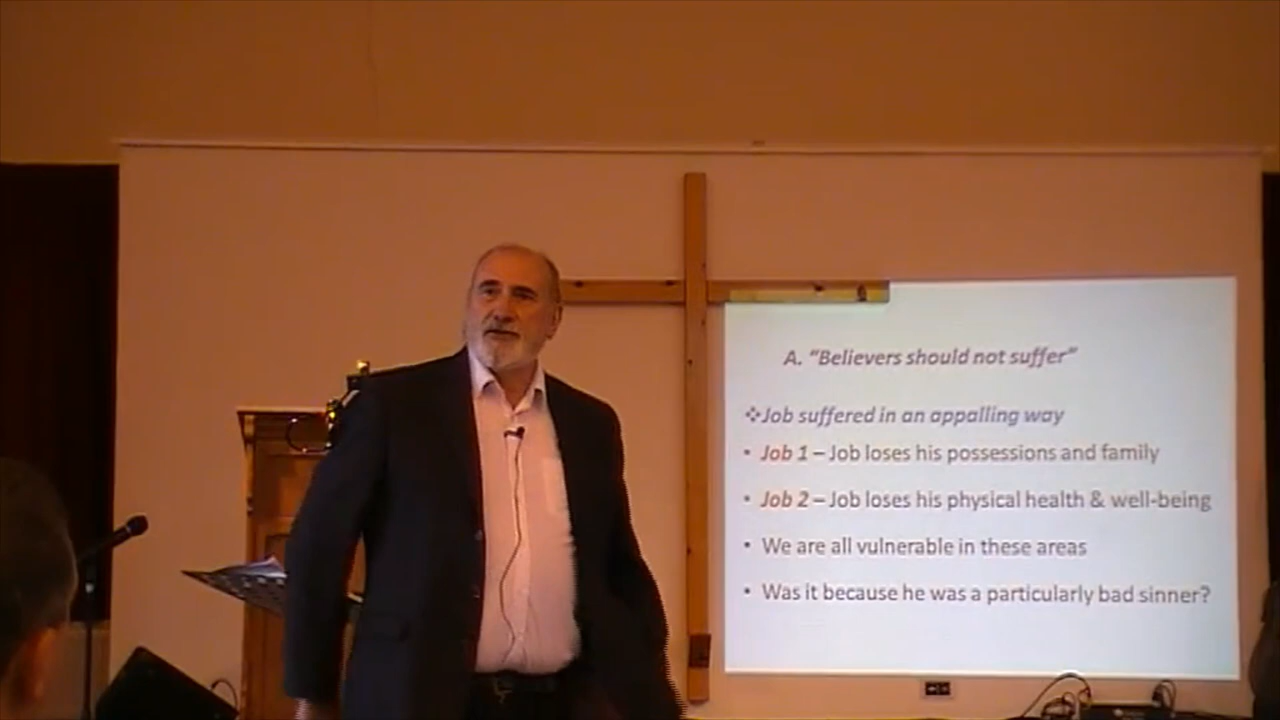 A. "Believers should not suffer"
❖Job suffered in an appalling way
• Job 1 – Job loses his possessions and family
• Job 2 – Job loses his physical health & well-being
• We are all vulnerable in these areas
• Was it because he was a particularly bad sinner?